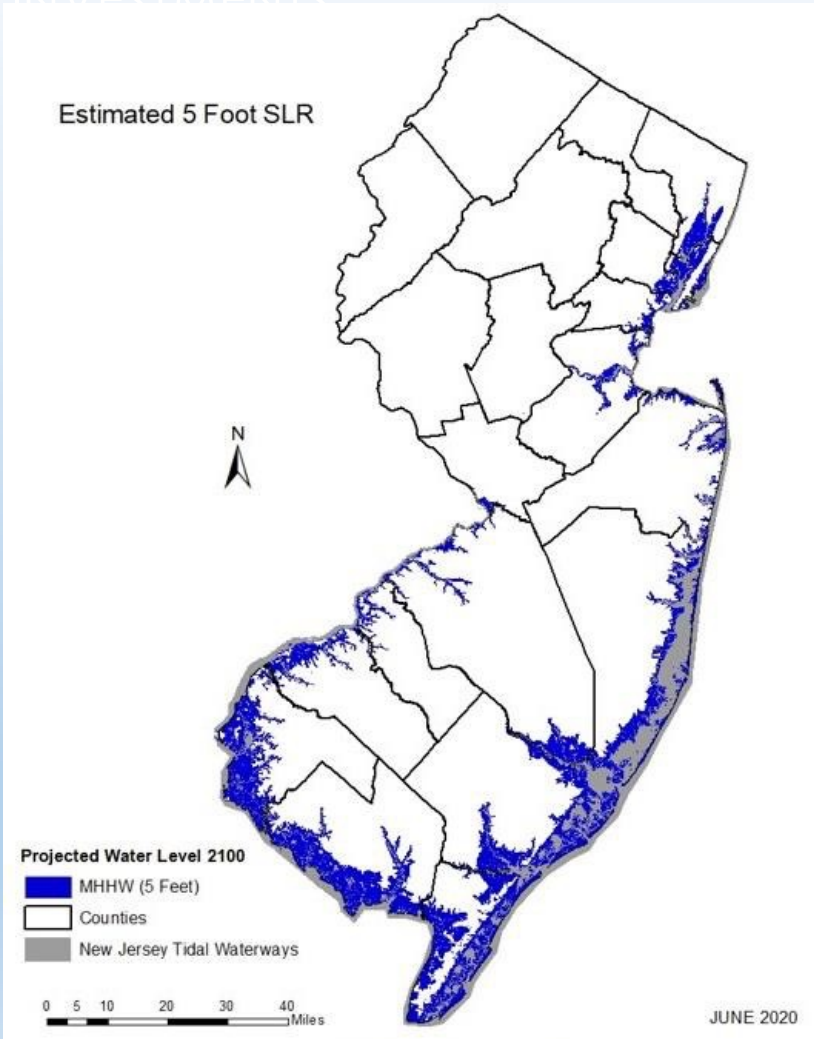 Estimated 5 Foot SLR
N
Projected Water Level 2100
MHHW (5 Feet)
Counties
New Jersey Tidal Waterways
0 5 10 20 30 40
Miles
JUNE 2020